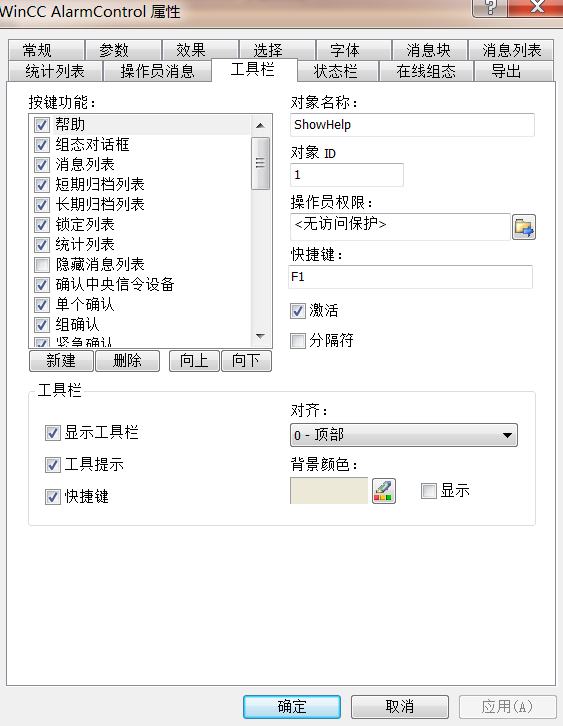 WinCC AlarmControl 属性
常规 参数 效果 选择 字体 消息块 消息列表
统计列表 操作员消息 工具栏 状态栏 在线组态 导出
按键功能：
帮助
组态对话框
消息列表
短期归档列表
长期归档列表
锁定列表
统计列表
隐藏消息列表
确认中央信令设备
单个确认
组确认
紧急确认
新建 删除 向上 向下
对象名称：
ShowHelp
对象 ID
1
操作员权限：
<无访问保护>
快捷键：
F1
激活
分隔符
工具栏
显示工具栏
工具提示
快捷键
对齐：
0 - 顶部
背景颜色：
显示
确定 取消 应用(A)